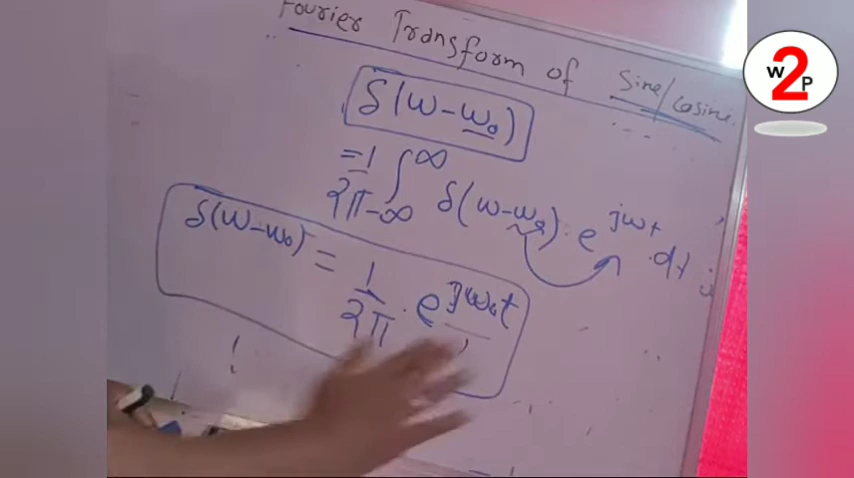 Fourier Transform of Sine/Cosine.
δ(ω-ω₀)
= 1/2π ∫_{-∞}^{∞} δ(ω-ω₀).e^{jωt}.dt
δ(ω-ω₀) = 1/2π . e^{jω₀t}
W2P